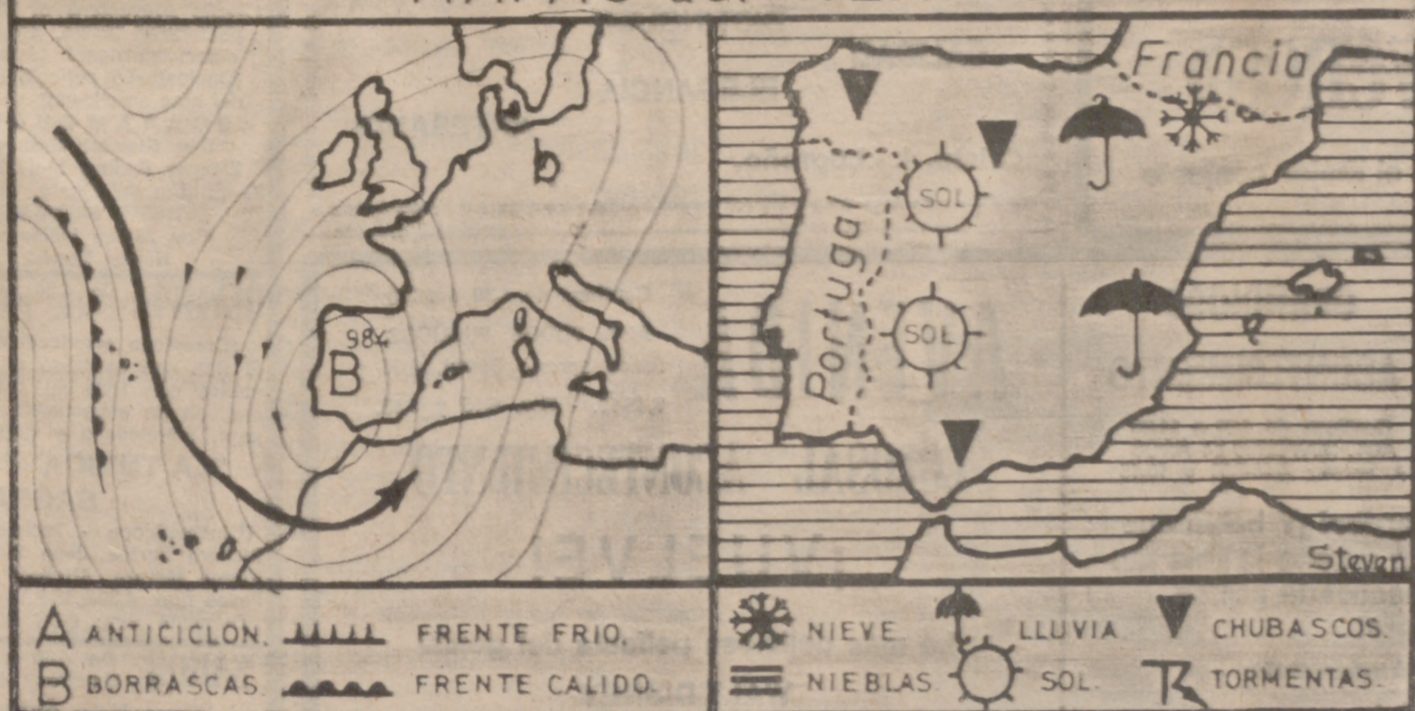 984
B
Francia
Portugal
SOL
SOL
Steven
A ANTICICLON. FRENTE FRIO.
B BORRASCAS. FRENTE CALIDO.
NIEVE LLUVIA. CHUBASCOS.
NIEBLAS. SOL. TORMENTAS.